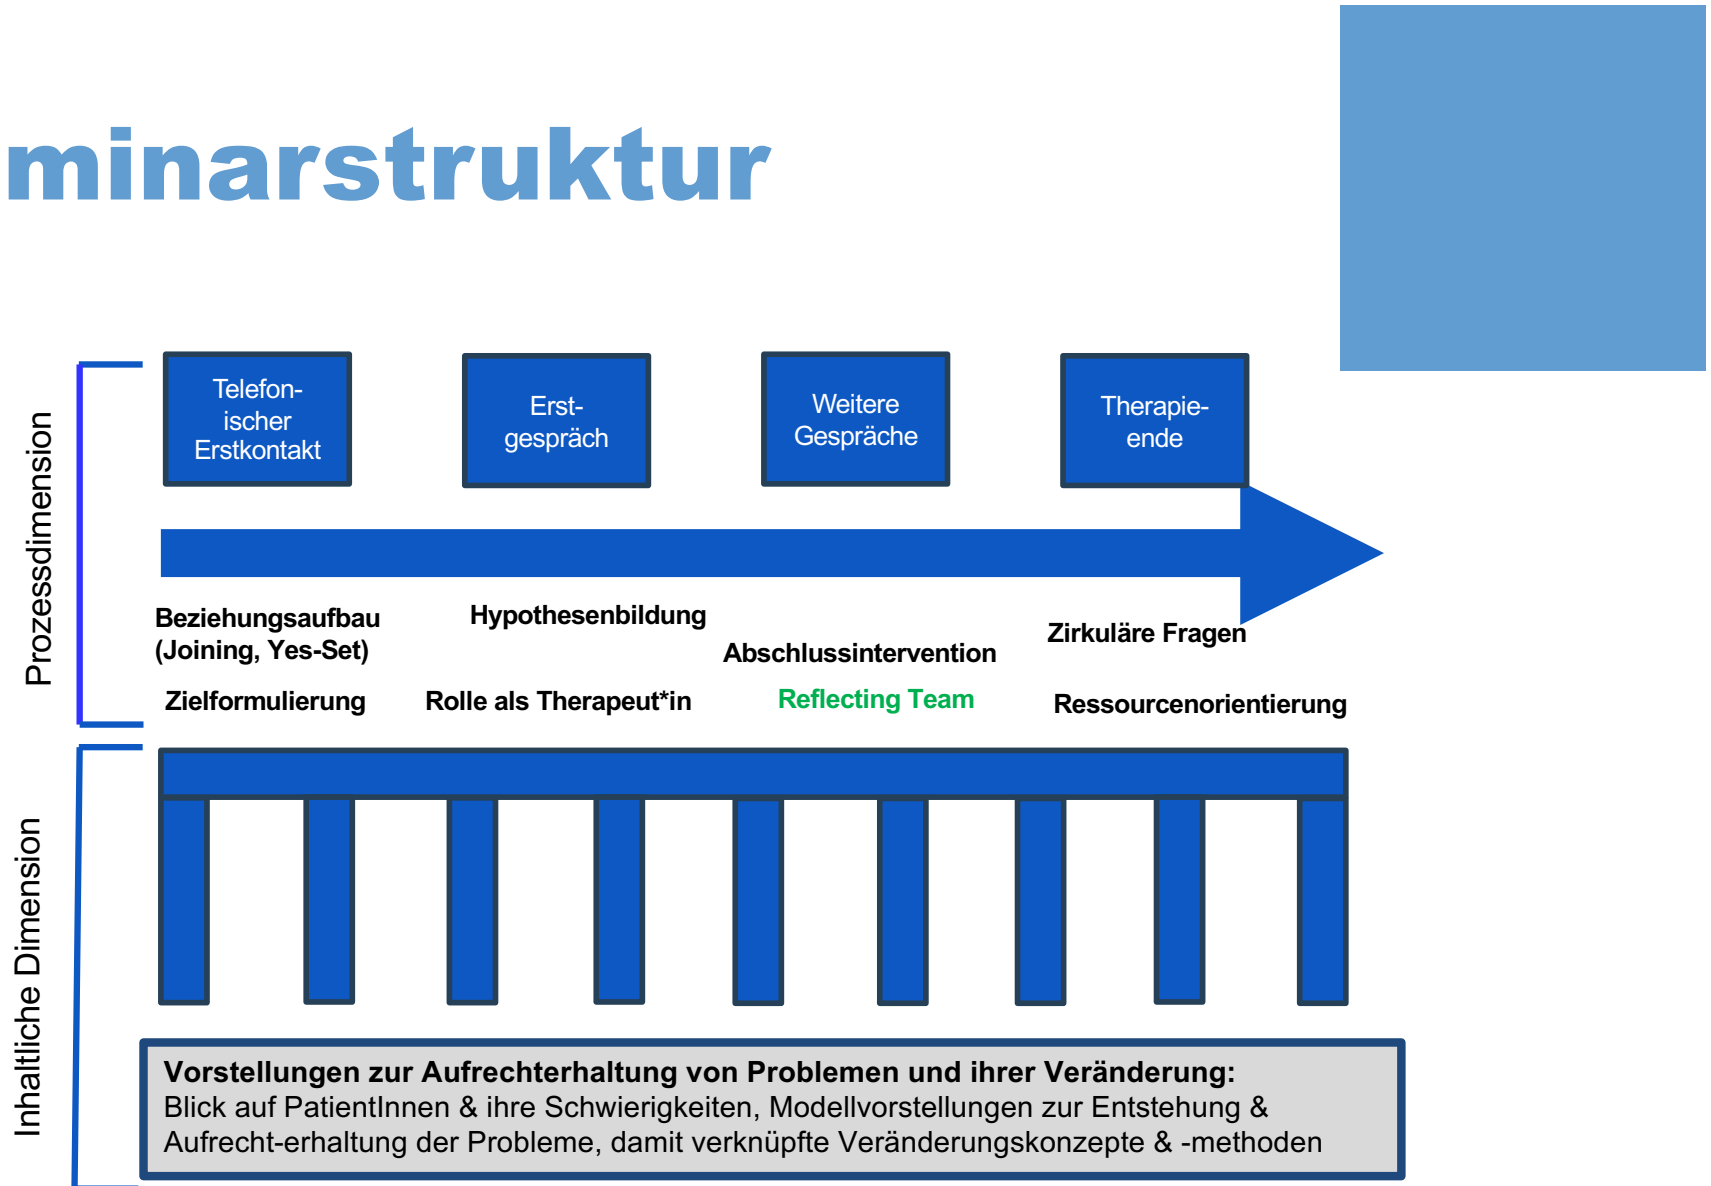 minarstruktur
Prozessdimension
Telefon-
ischer
Erstkontakt
Erst-
gespräch
Weitere
Gespräche
Therapie-
ende
Beziehungsaufbau
(Joining, Yes-Set)
Hypothesenbildung
Abschlussintervention
Zirkuläre Fragen
Zielformulierung
Rolle als Therapeut*in
Reflecting Team
Ressourcenorientierung
Inhaltliche Dimension
Vorstellungen zur Aufrechterhaltung von Problemen und ihrer Veränderung:
Blick auf PatientInnen & ihre Schwierigkeiten, Modellvorstellungen zur Entstehung &
Aufrecht-erhaltung der Probleme, damit verknüpfte Veränderungskonzepte & -methoden